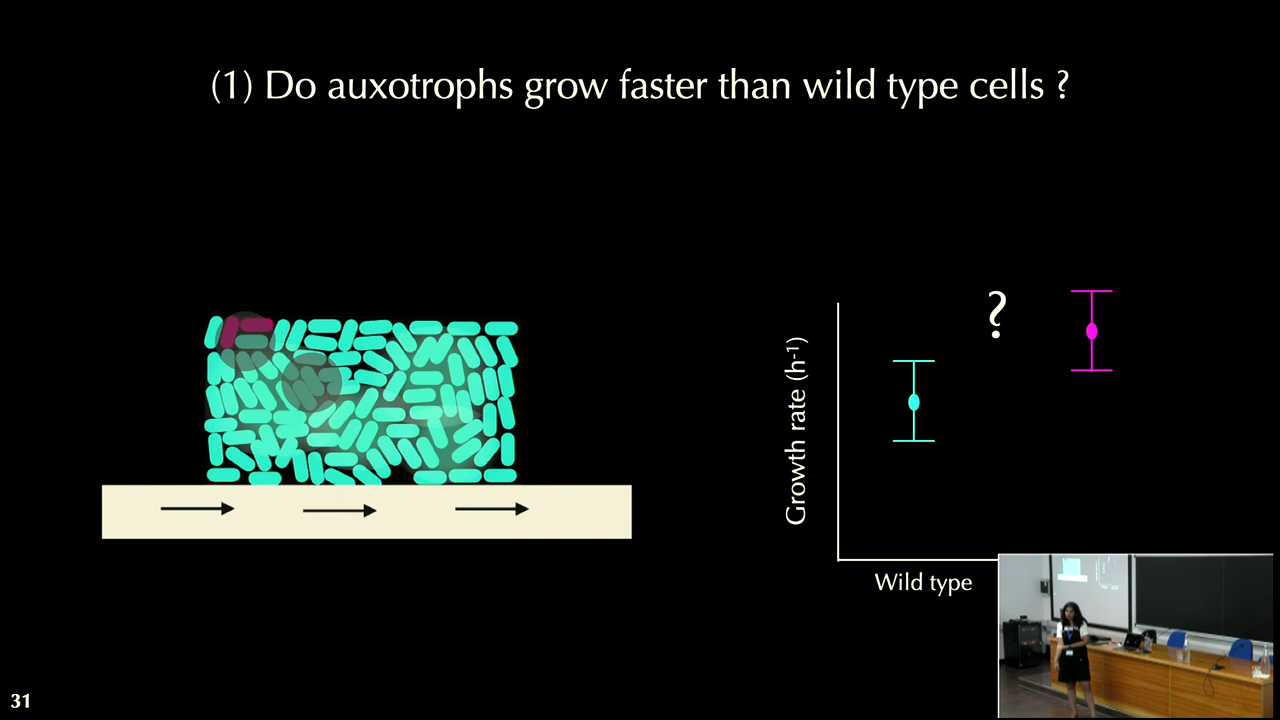 (1) Do auxotrophs grow faster than wild type cells ?
?
Growth rate (h-1)
Wild type
31